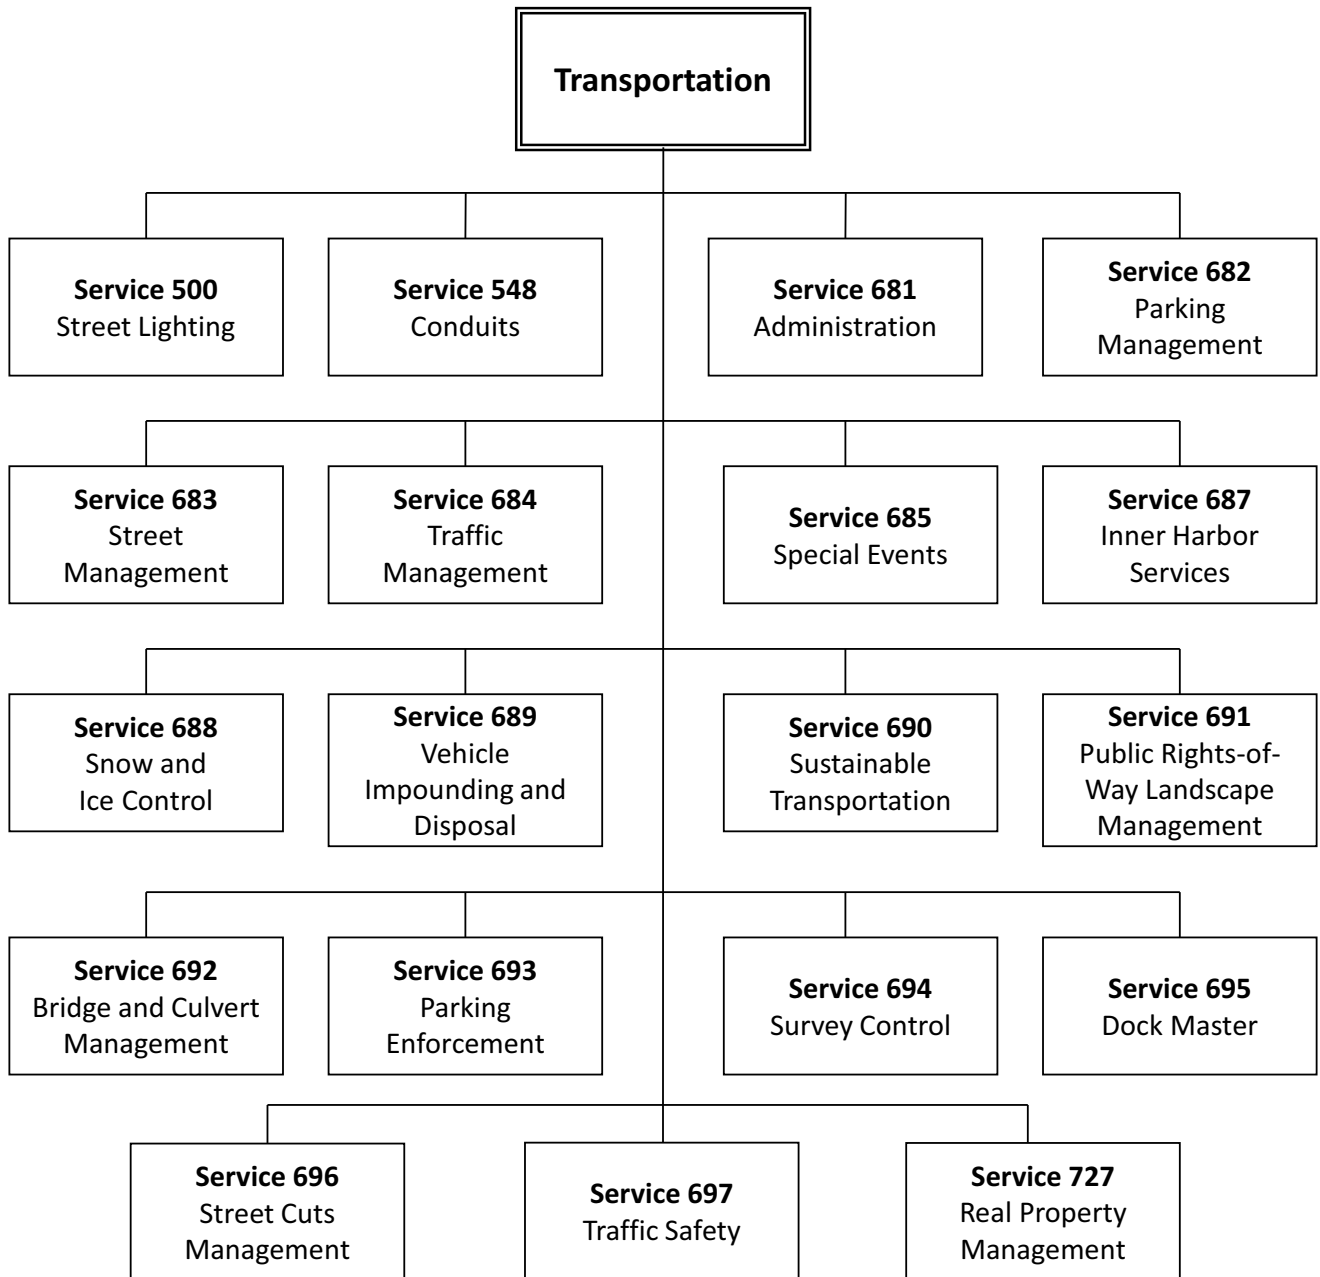 Transportation
Service 500
Street Lighting
Service 548
Conduits
Service 681
Administration
Service 682
Parking
Management
Service 683
Street
Management
Service 684
Traffic
Management
Service 685
Special Events
Service 687
Inner Harbor
Services
Service 688
Snow and
Ice Control
Service 689
Vehicle
Impounding and
Disposal
Service 690
Sustainable
Transportation
Service 691
Public Rights-of-
Way Landscape
Management
Service 692
Bridge and Culvert
Management
Service 693
Parking
Enforcement
Service 694
Survey Control
Service 695
Dock Master
Service 696
Street Cuts
Management
Service 697
Traffic Safety
Service 727
Real Property
Management